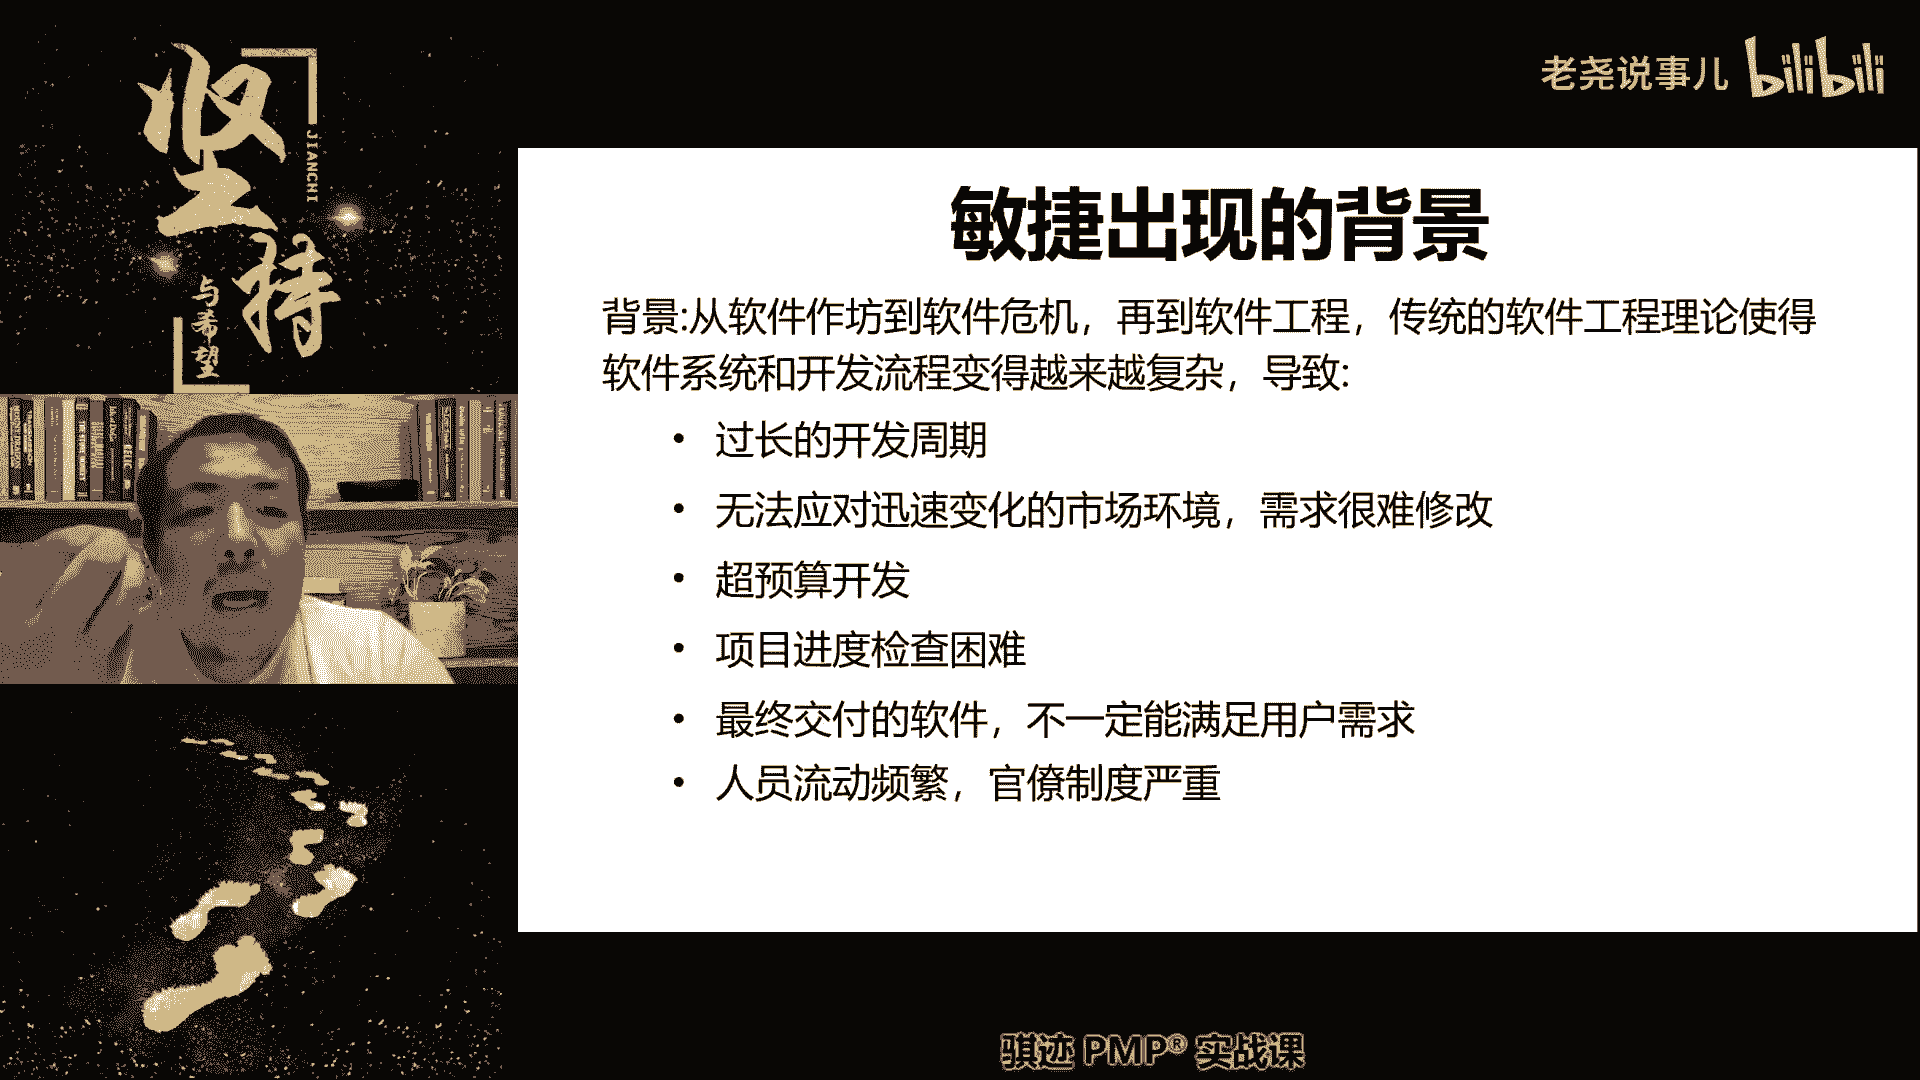 坚持
JIANCHI
与希望
老尧说事儿 bilibili
敏捷出现的背景
背景:从软件作坊到软件危机，再到软件工程，传统的软件工程理论使得
软件系统和开发流程变得越来越复杂，导致:
• 过长的开发周期
• 无法应对迅速变化的市场环境，需求很难修改
• 超预算开发
• 项目进度检查困难
• 最终交付的软件，不一定能满足用户需求
• 人员流动频繁，官僚制度严重
骐迹 PMP® 实战课